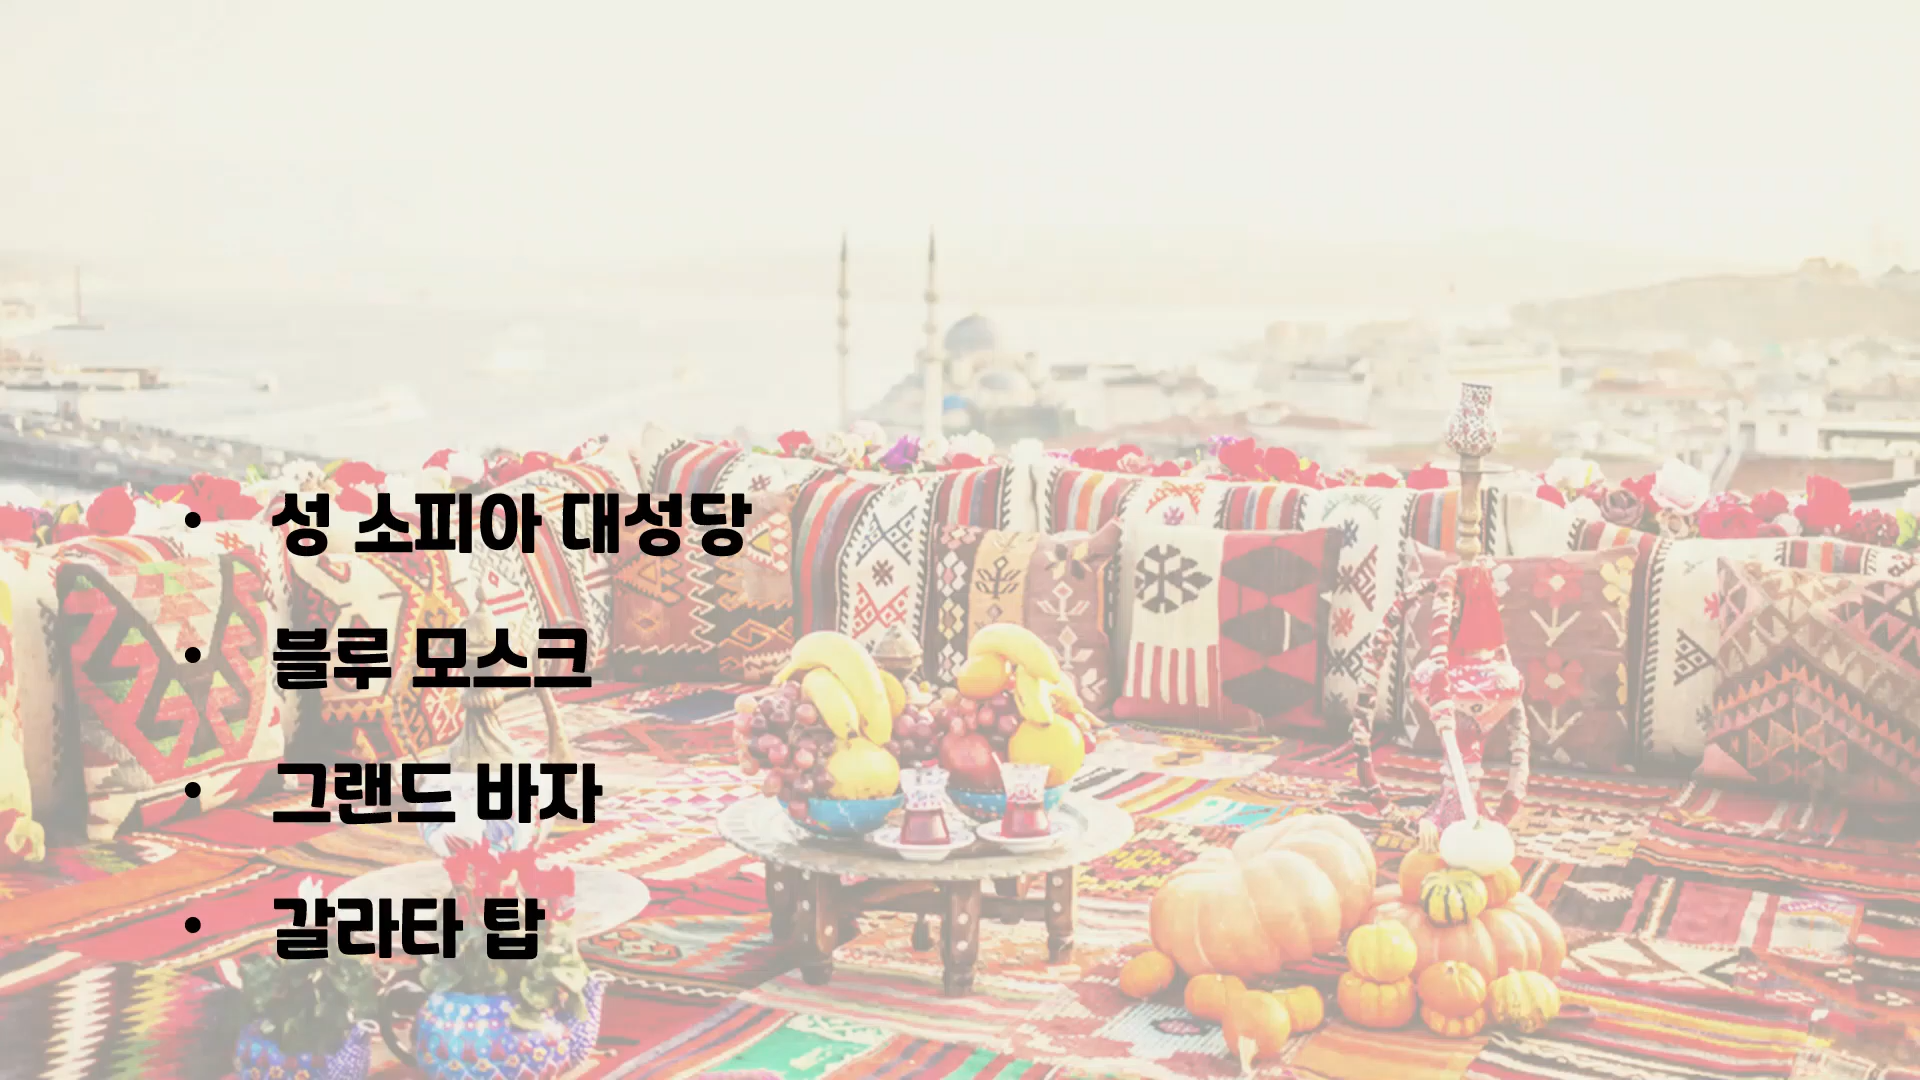 • 성 소피아 대성당
• 블루 모스크
• 그랜드 바자
• 갈라타 탑